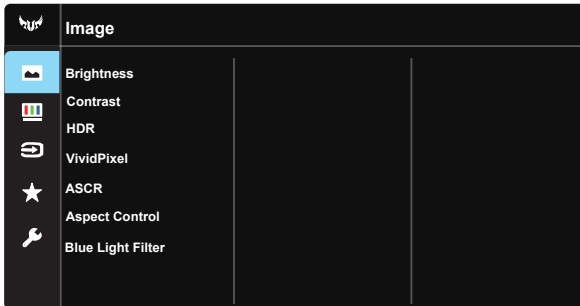 Image
Brightness
Contrast
HDR
VividPixel
ASCR
Aspect Control
Blue Light Filter